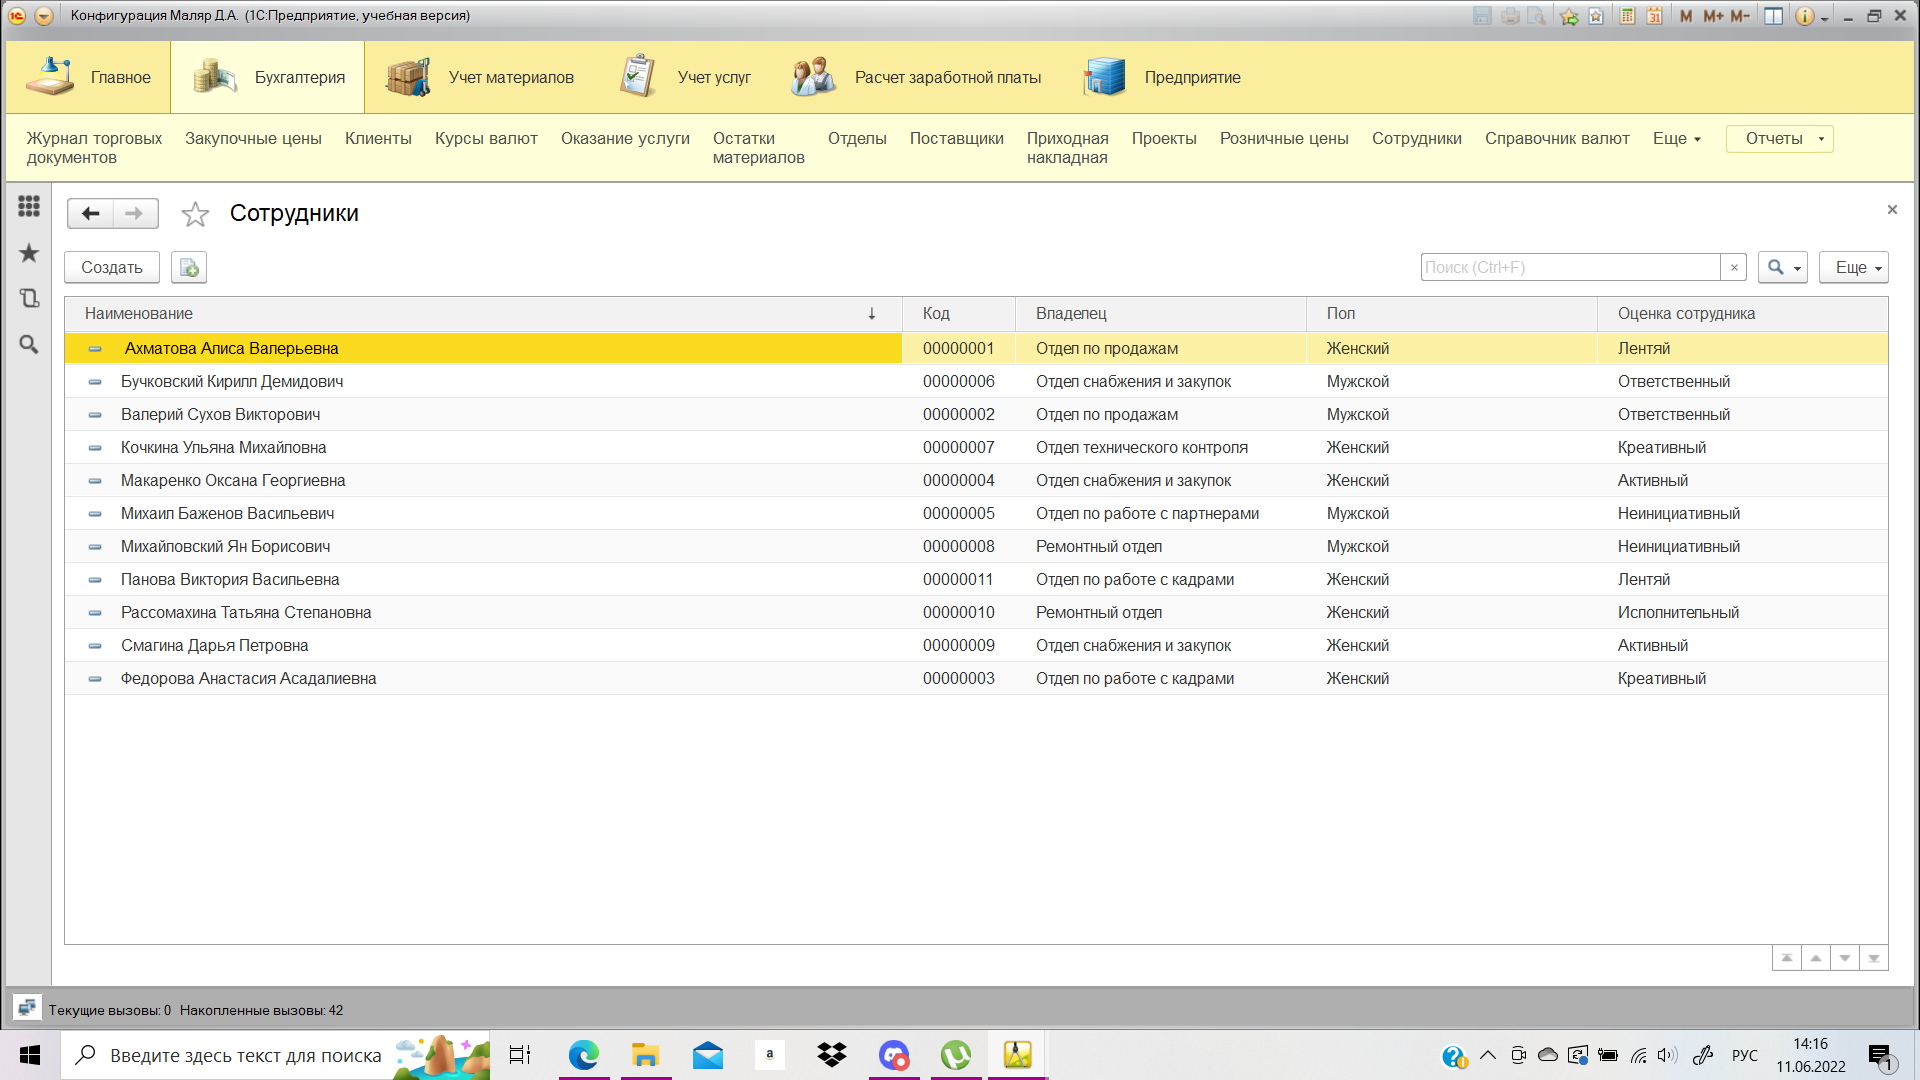 Конфигурация Маляр Д.А. (1С:Предприятие, учебная версия)
M M+ M-
Главное Бухгалтерия Учет материалов Учет услуг Расчет заработной платы Предприятие
Журнал торговых документов Закупочные цены Клиенты Курсы валют Оказание услуги Остатки материалов Отделы Поставщики Приходная накладная Проекты Розничные цены Сотрудники Справочник валют Еще Отчеты
Сотрудники
Создать Поиск (Ctrl+F) × Еще
Наименование Код Владелец Пол Оценка сотрудника
Ахматова Алиса Валерьевна 00000001 Отдел по продажам Женский Лентяй
Бучковский Кирилл Демидович 00000006 Отдел снабжения и закупок Мужской Ответственный
Валерий Сухов Викторович 00000002 Отдел по продажам Мужской Ответственный
Кочкина Ульяна Михайловна 00000007 Отдел технического контроля Женский Креативный
Макаренко Оксана Георгиевна 00000004 Отдел снабжения и закупок Женский Активный
Михаил Баженов Васильевич 00000005 Отдел по работе с партнерами Мужской Неинициативный
Михайловский Ян Борисович 00000008 Ремонтный отдел Мужской Неинициативный
Панова Виктория Васильевна 00000011 Отдел по работе с кадрами Женский Лентяй
Рассомахина Татьяна Степановна 00000010 Ремонтный отдел Женский Исполнительный
Смагина Дарья Петровна 00000009 Отдел снабжения и закупок Женский Активный
Федорова Анастасия Асадалиевна 00000003 Отдел по работе с кадрами Женский Креативный
Текущие вызовы: 0 Накопленные вызовы: 42
Введите здесь текст для поиска a РУС 14:16
11.06.2022 1